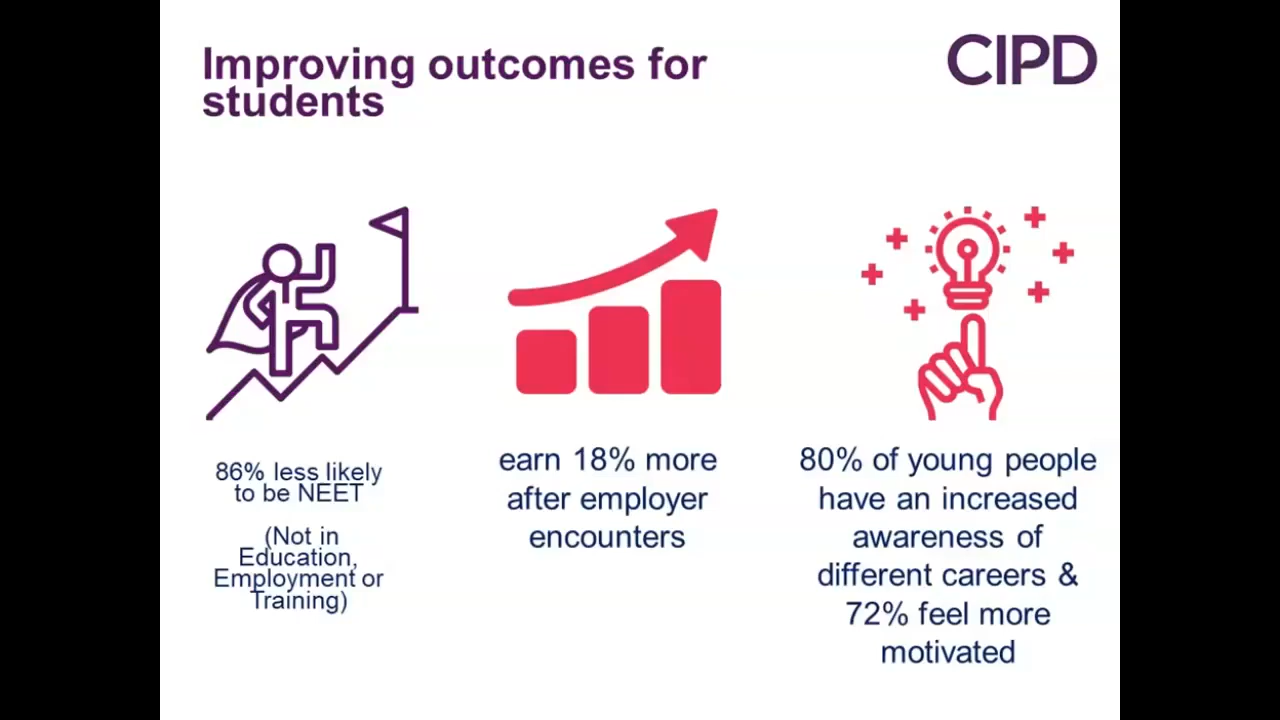 Improving outcomes for
students
CIPD
86% less likely
to be NEET
(Not in
Education,
Employment or
Training)
earn 18% more
after employer
encounters
80% of young people
have an increased
awareness of
different careers &
72% feel more
motivated